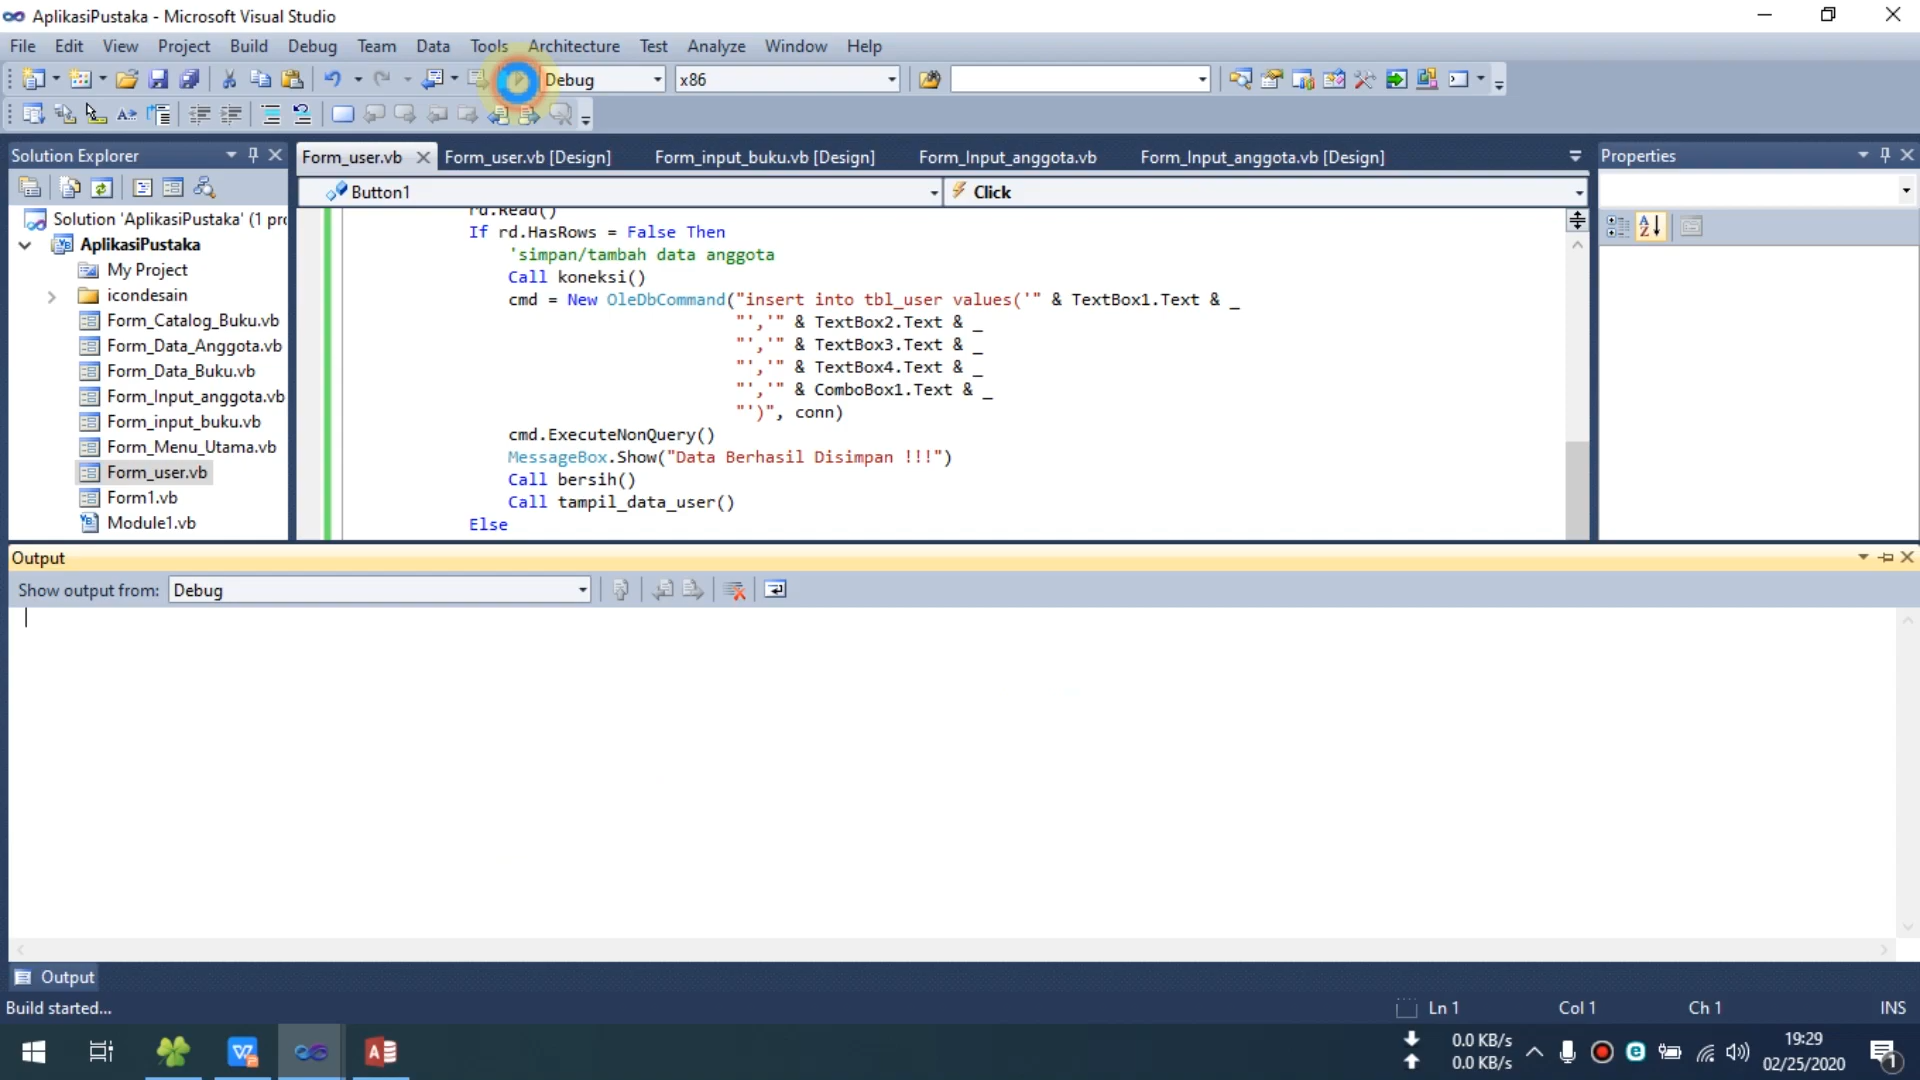 AplikasiPustaka - Microsoft Visual Studio
File Edit View Project Build Debug Team Data Tools Architecture Test Analyze Window Help
Debug x86
Solution Explorer
Form_user.vb Form_user.vb [Design] Form_input_buku.vb [Design] Form_Input_anggota.vb Form_Input_anggota.vb [Design]
Properties
Button1 Click
Solution 'AplikasiPustaka' (1 pro
AplikasiPustaka
My Project
icondesain
Form_Catalog_Buku.vb
Form_Data_Anggota.vb
Form_Data_Buku.vb
Form_Input_anggota.vb
Form_input_buku.vb
Form_Menu_Utama.vb
Form_user.vb
Form1.vb
Module1.vb
rd.Read()
If rd.HasRows = False Then
'simpan/tambah data anggota
Call koneksi()
cmd = New OleDbCommand("insert into tbl_user values('" & TextBox1.Text & _
"','" & TextBox2.Text & _
"','" & TextBox3.Text & _
"','" & TextBox4.Text & _
"','" & ComboBox1.Text & _
"')", conn)
cmd.ExecuteNonQuery()
MessageBox.Show("Data Berhasil Disimpan !!!")
Call bersih()
Call tampil_data_user()
Else
Output
Show output from: Debug
Output
Build started...
Ln 1 Col 1 Ch 1 INS
0.0 KB/s
0.0 KB/s
19:29
02/25/2020
1